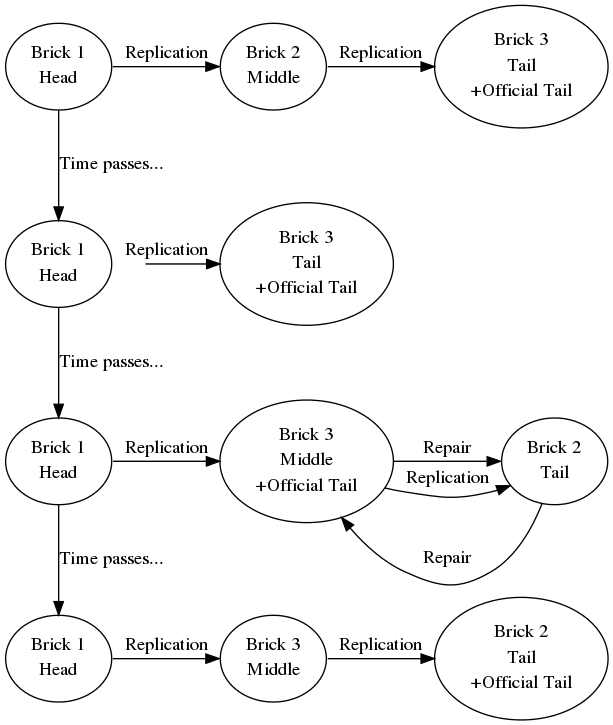 Brick 1
Head
Replication
Brick 2
Middle
Replication
Brick 3
Tail
+Official Tail
Time passes...
Brick 1
Head
Replication
Brick 3
Tail
+Official Tail
Time passes...
Brick 1
Head
Replication
Brick 3
Middle
+Official Tail
Repair
Replication
Brick 2
Tail
Repair
Time passes...
Brick 1
Head
Replication
Brick 3
Middle
Replication
Brick 2
Tail
+Official Tail